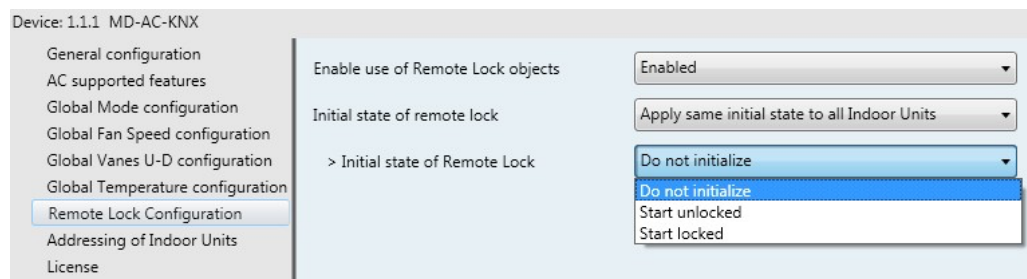 Device: 1.1.1 MD-AC-KNX
General configuration
AC supported features
Global Mode configuration
Global Fan Speed configuration
Global Vanes U-D configuration
Global Temperature configuration
Remote Lock Configuration
Addressing of Indoor Units
License
Enable use of Remote Lock objects
Enabled
Initial state of remote lock
Apply same initial state to all Indoor Units
> Initial state of Remote Lock
Do not initialize
Do not initialize
Start unlocked
Start locked